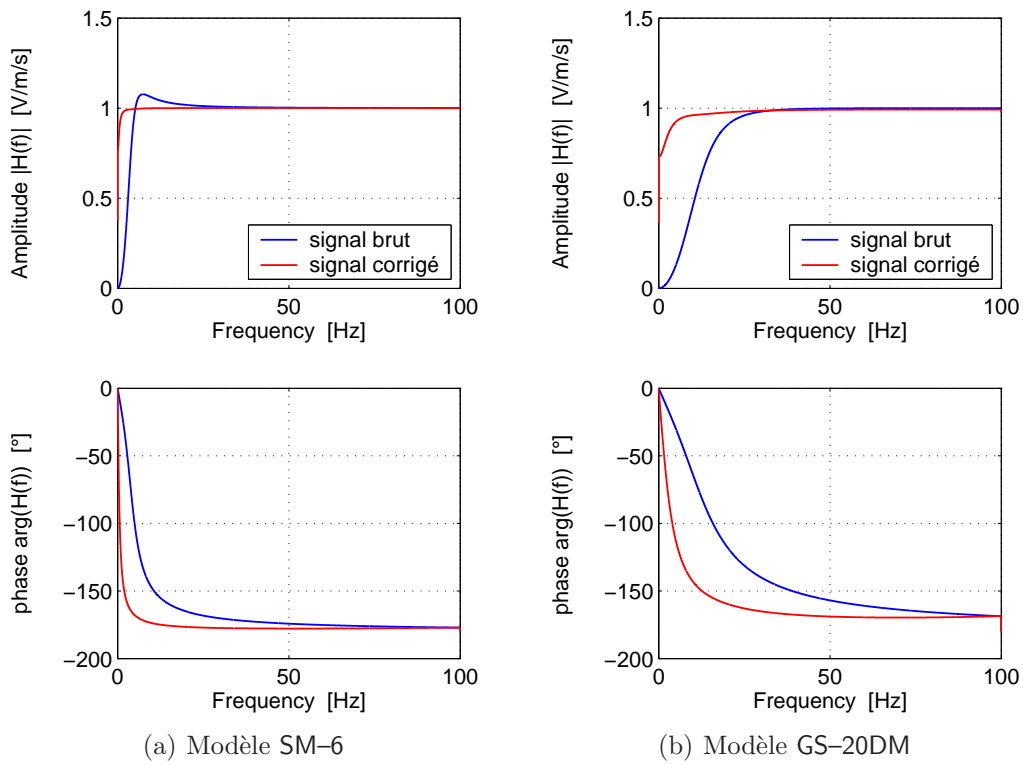 1.5
1
0.5
0
0
50
100
Amplitude |H(f)| [V/m/s]
Frequency [Hz]
signal brut
signal corrigé
1.5
1
0.5
0
0
50
100
Amplitude |H(f)| [V/m/s]
Frequency [Hz]
signal brut
signal corrigé
0
−50
−100
−150
−200
0
50
100
phase arg(H(f)) [°]
Frequency [Hz]
(a) Modèle SM–6
0
−50
−100
−150
−200
0
50
100
phase arg(H(f)) [°]
Frequency [Hz]
(b) Modèle GS–20DM